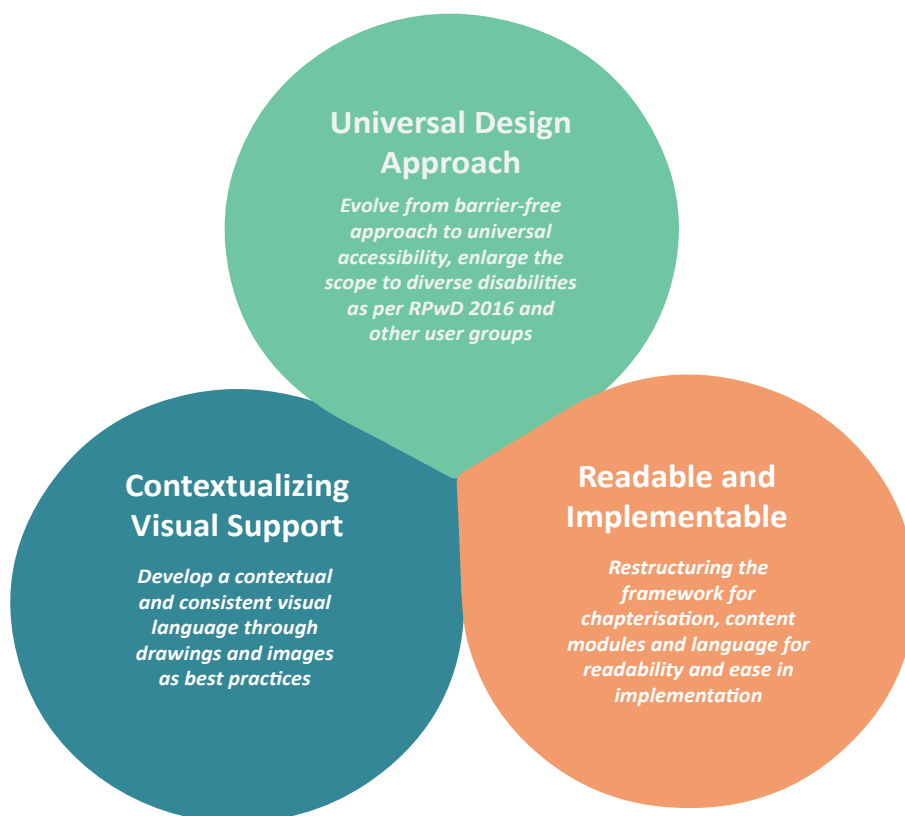 Universal Design
Approach
Evolve from barrier-free
approach to universal
accessibility, enlarge the
scope to diverse disabilities
as per RPwD 2016 and
other user groups
Contextualizing
Visual Support
Develop a contextual
and consistent visual
language through
drawings and images
as best practices
Readable and
Implementable
Restructuring the
framework for
chapterisation, content
modules and language for
readability and ease in
implementation